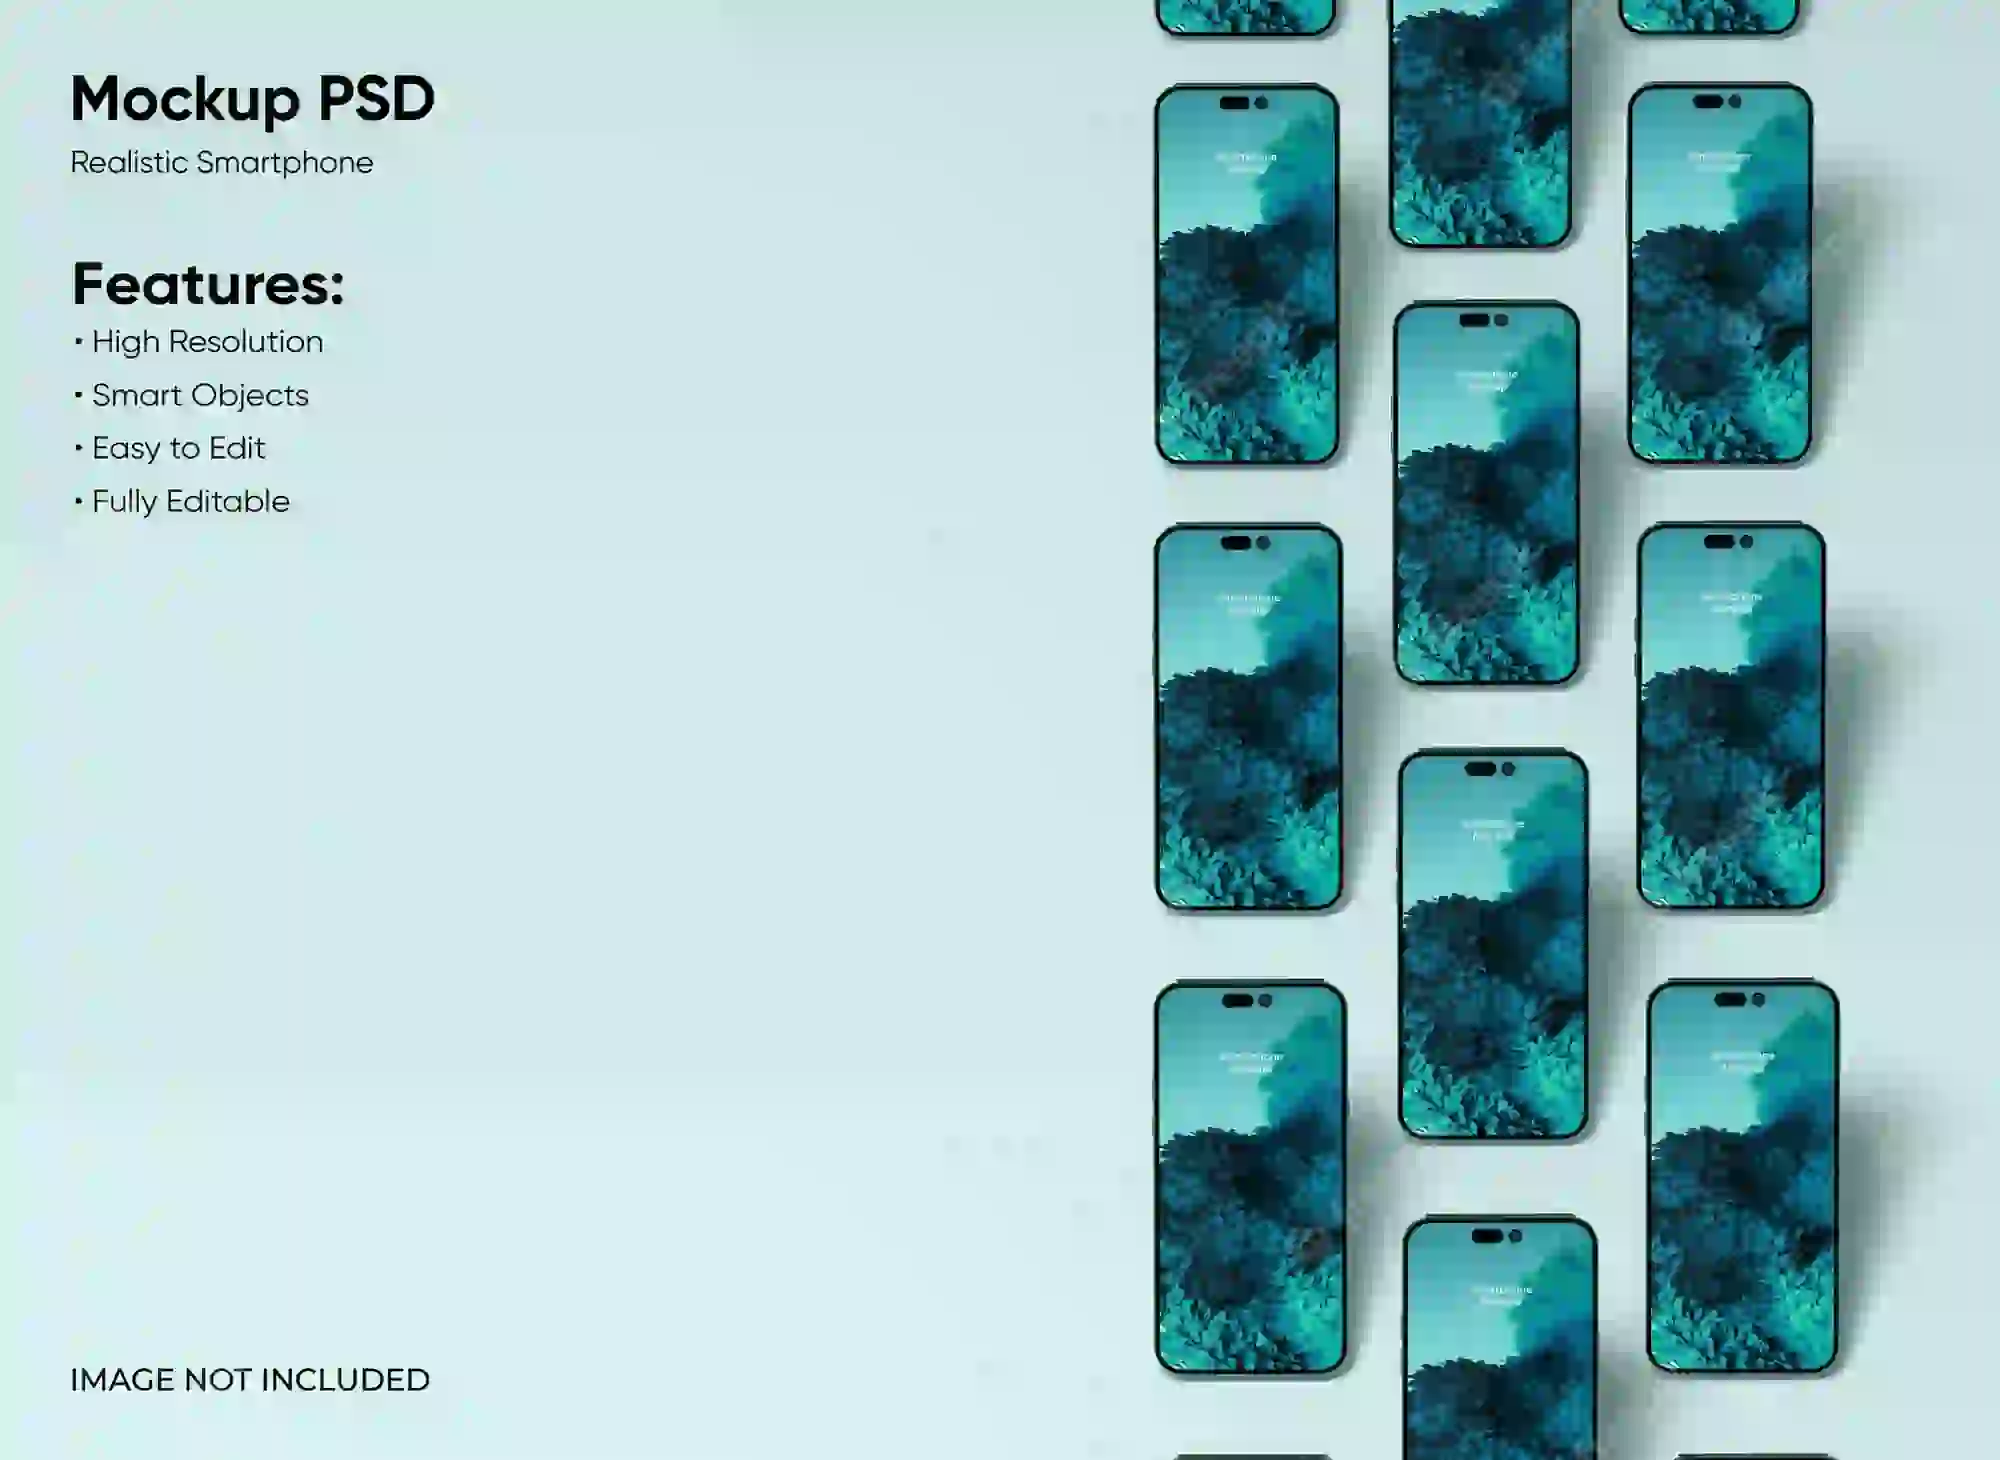 Mockup PSD
Realistic Smartphone
Features:
• High Resolution
• Smart Objects
• Easy to Edit
• Fully Editable
IMAGE NOT INCLUDED